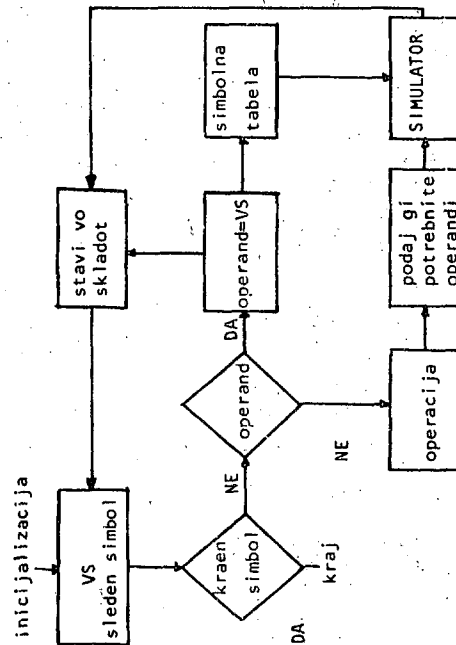 inicijalizacija
VS
sleden simbol
kraen
simbol
DA
kraj
NE
operand
DA
NE
stavi vo
skladot
operand=VS
simbolna
tabela
operacija
podaj gi
potrebnite
operandi
SIMULATOR